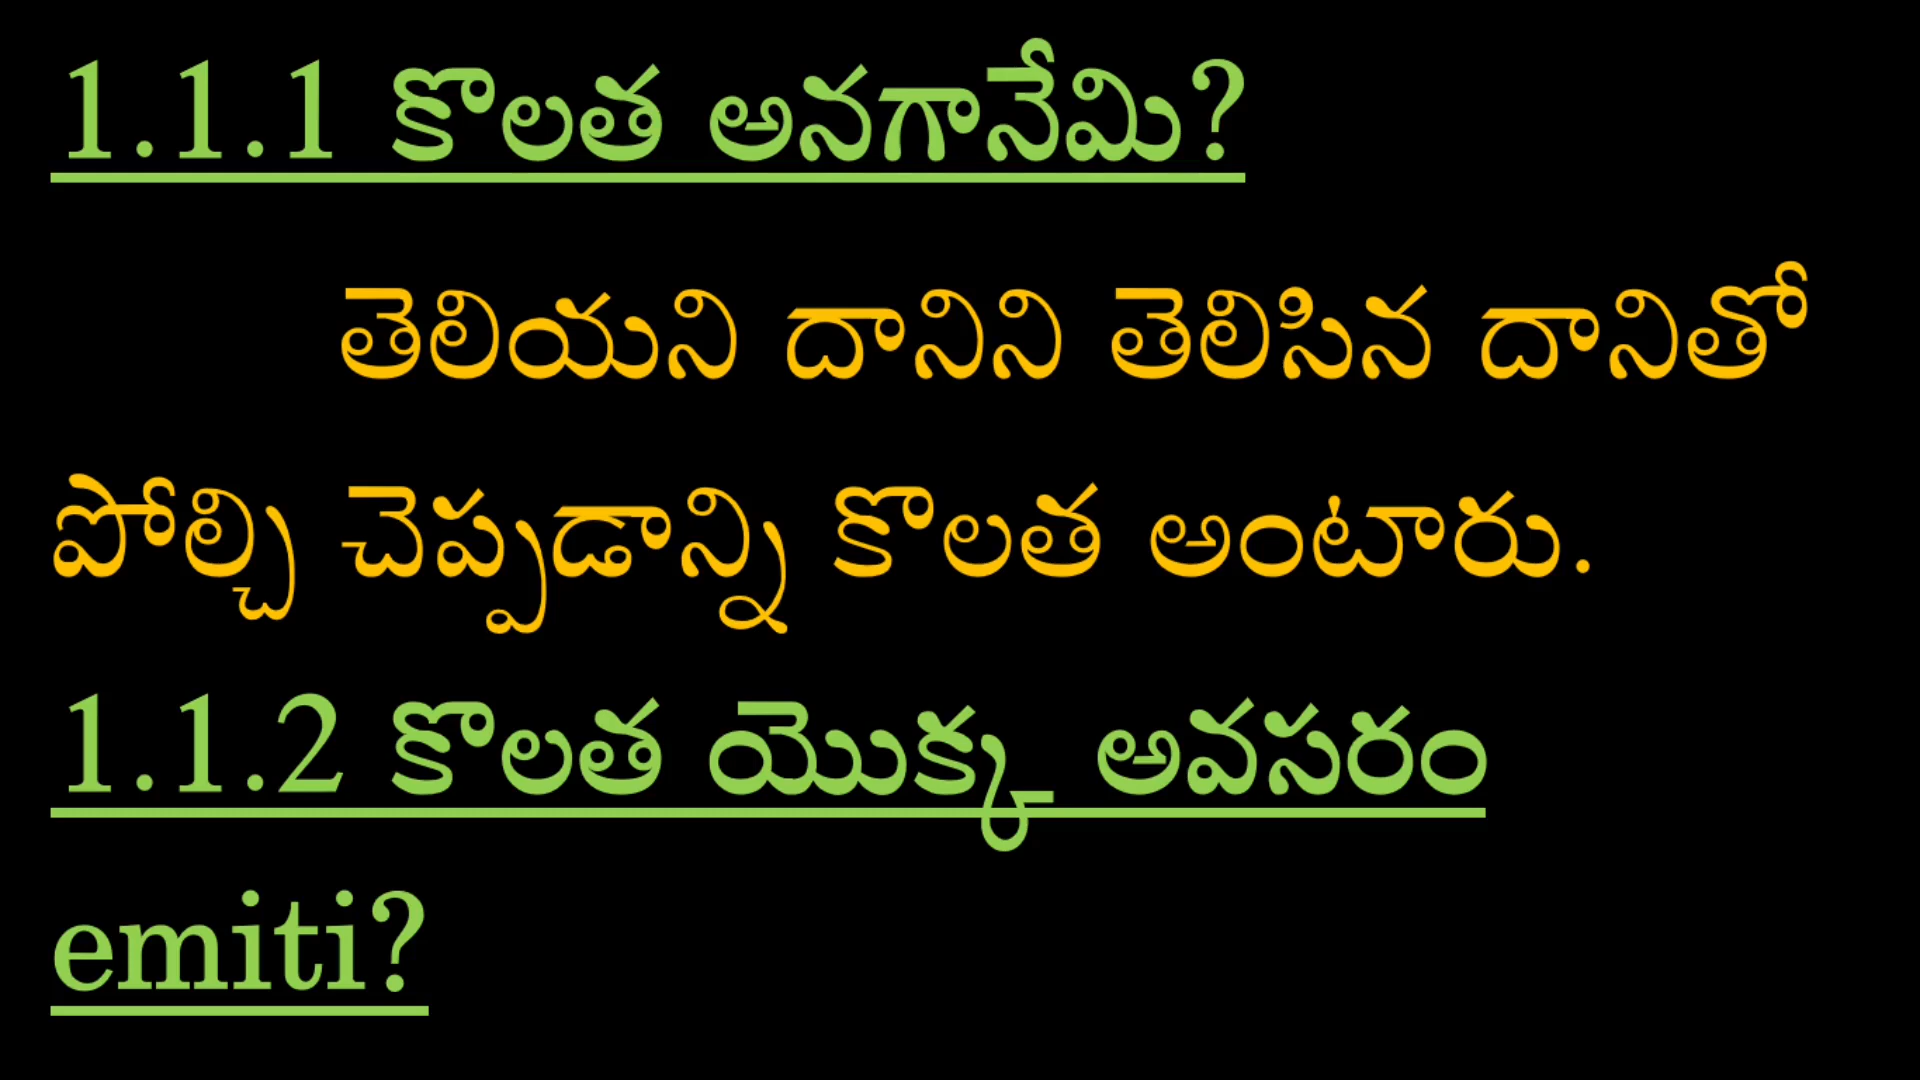 1.1.1 కొలత అనగానేమి?
తెలియని దానిని తెలిసిన దానితో
పోల్చి చెప్పడాన్ని కొలత అంటారు.
1.1.2 కొలత యొక్క అవసరం
emiti?